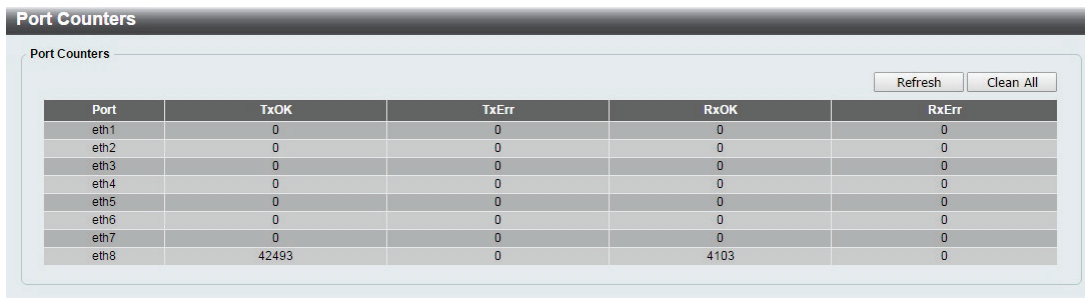 Port Counters
Port Counters
Refresh Clean All
Port TxOK TxErr RxOK RxErr
eth1 0 0 0 0
eth2 0 0 0 0
eth3 0 0 0 0
eth4 0 0 0 0
eth5 0 0 0 0
eth6 0 0 0 0
eth7 0 0 0 0
eth8 42493 0 4103 0